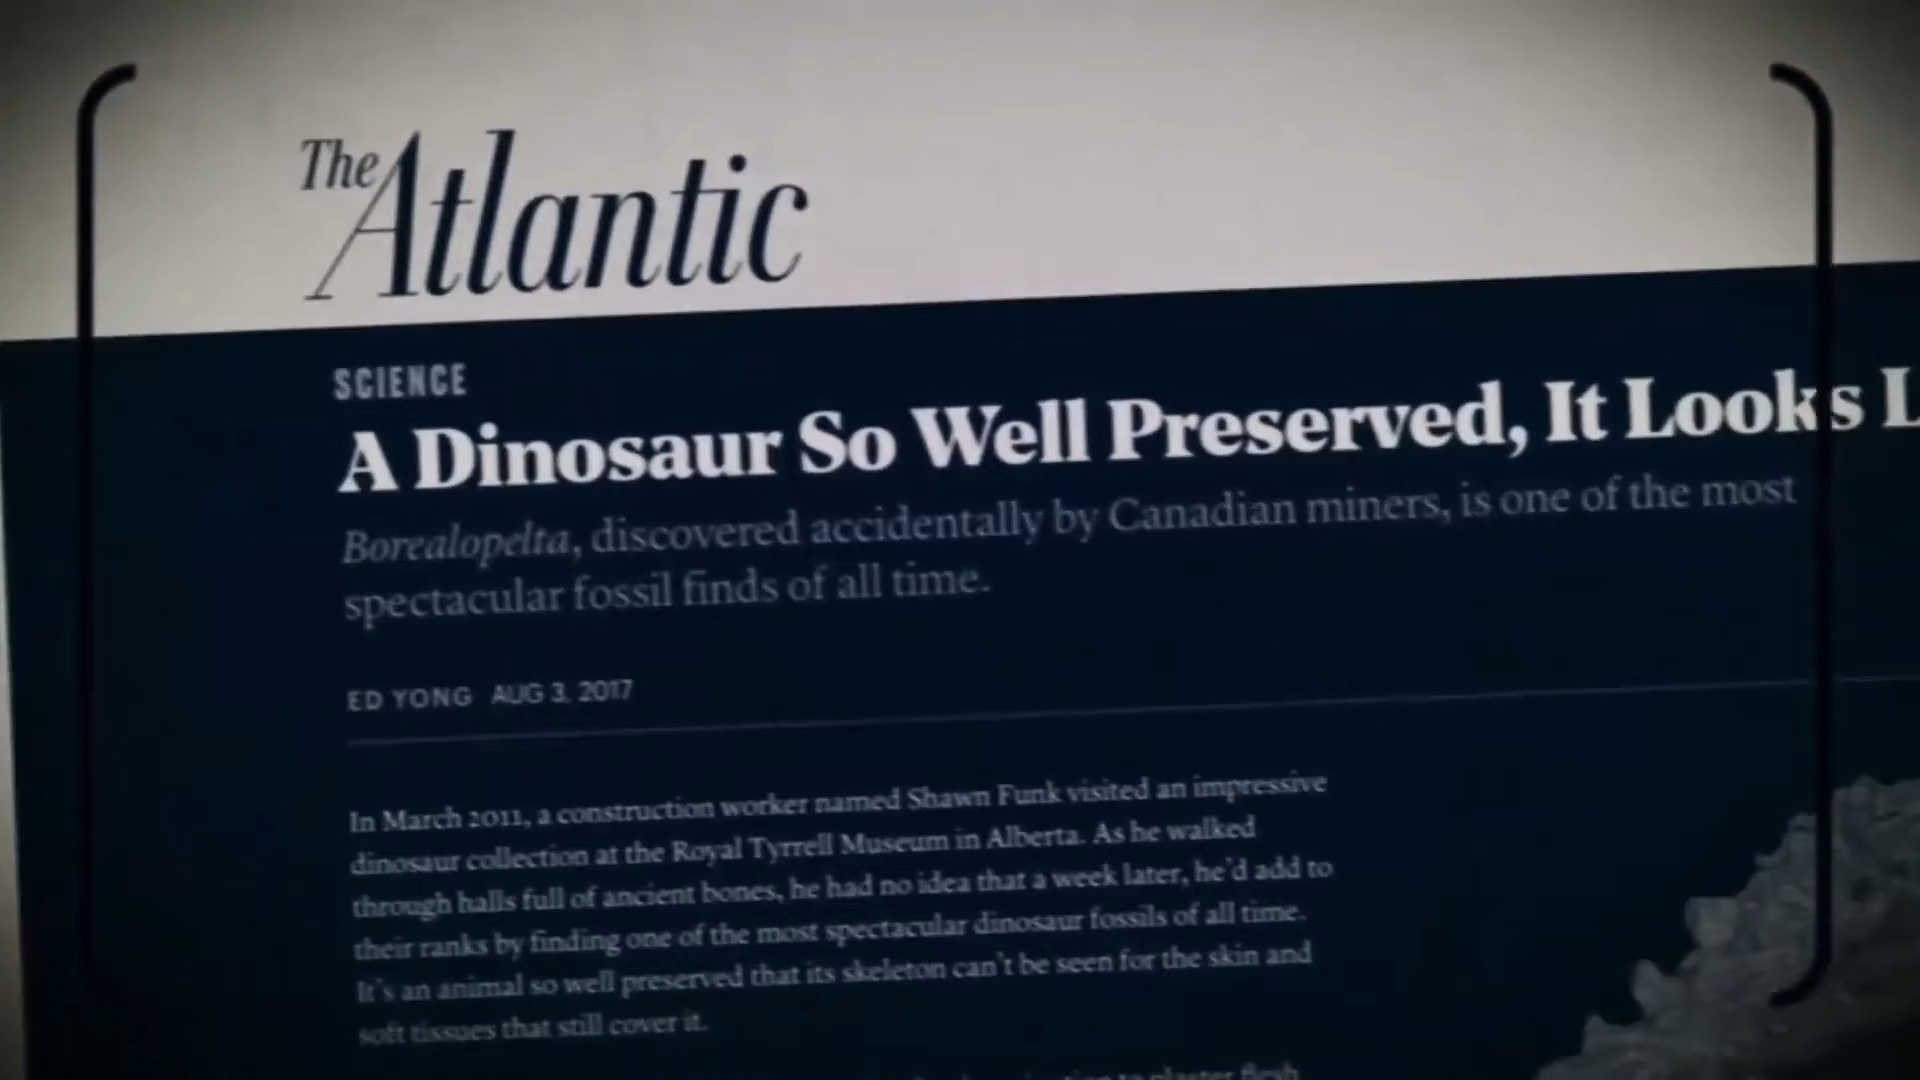 The Atlantic
SCIENCE
A Dinosaur So Well Preserved, It Looks L
Borealopelta, discovered accidentally by Canadian miners, is one of the most
spectacular fossil finds of all time.
ED YONG AUG 3, 2017
In March 2011, a construction worker named Shawn Funk visited an impressive
dinosaur collection at the Royal Tyrrell Museum in Alberta. As he walked
through halls full of ancient bones, he had no idea that a week later, he'd add to
their ranks by finding one of the most spectacular dinosaur fossils of all time.
It's an animal so well preserved that its skeleton can't be seen for the skin and
soft tissues that still cover it.
to plaster flesh